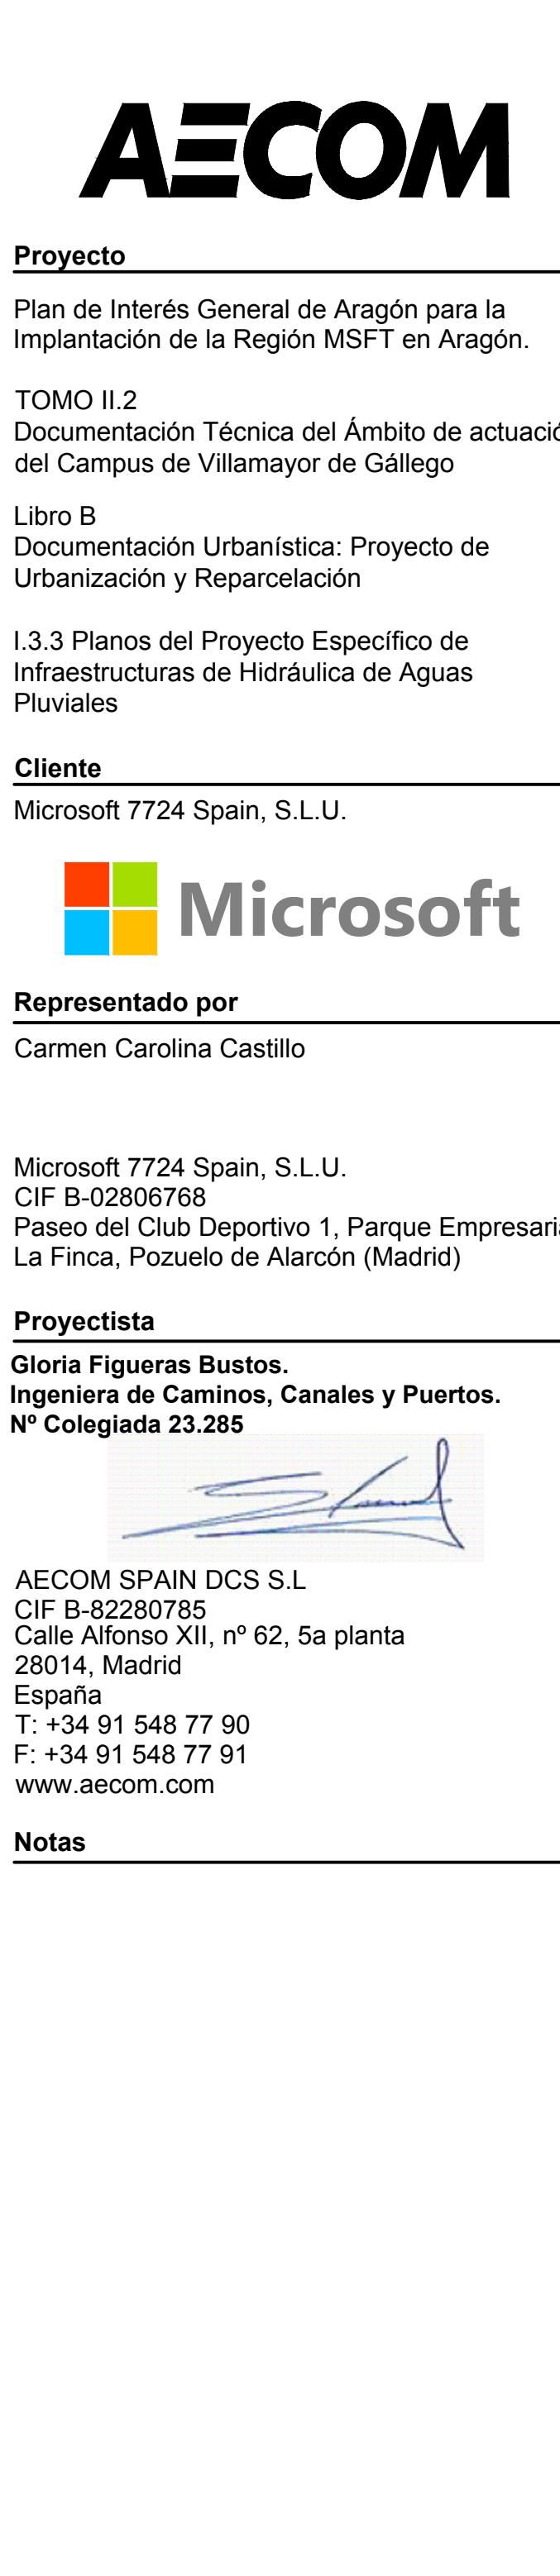 AECOM
Proyecto
Plan de Interés General de Aragón para la
Implantación de la Región MSFT en Aragón.
TOMO II.2
Documentación Técnica del Ámbito de actuació
del Campus de Villamayor de Gállego
Libro B
Documentación Urbanística: Proyecto de
Urbanización y Reparcelación
I.3.3 Planos del Proyecto Específico de
Infraestructuras de Hidráulica de Aguas
Pluviales
Cliente
Microsoft 7724 Spain, S.L.U.
Microsoft
Representado por
Carmen Carolina Castillo
Microsoft 7724 Spain, S.L.U.
CIF B-02806768
Paseo del Club Deportivo 1, Parque Empresaria
La Finca, Pozuelo de Alarcón (Madrid)
Proyectista
Gloria Figueras Bustos.
Ingeniera de Caminos, Canales y Puertos.
Nº Colegiada 23.285
AECOM SPAIN DCS S.L
CIF B-82280785
Calle Alfonso XII, nº 62, 5a planta
28014, Madrid
España
T: +34 91 548 77 90
F: +34 91 548 77 91
www.aecom.com
Notas